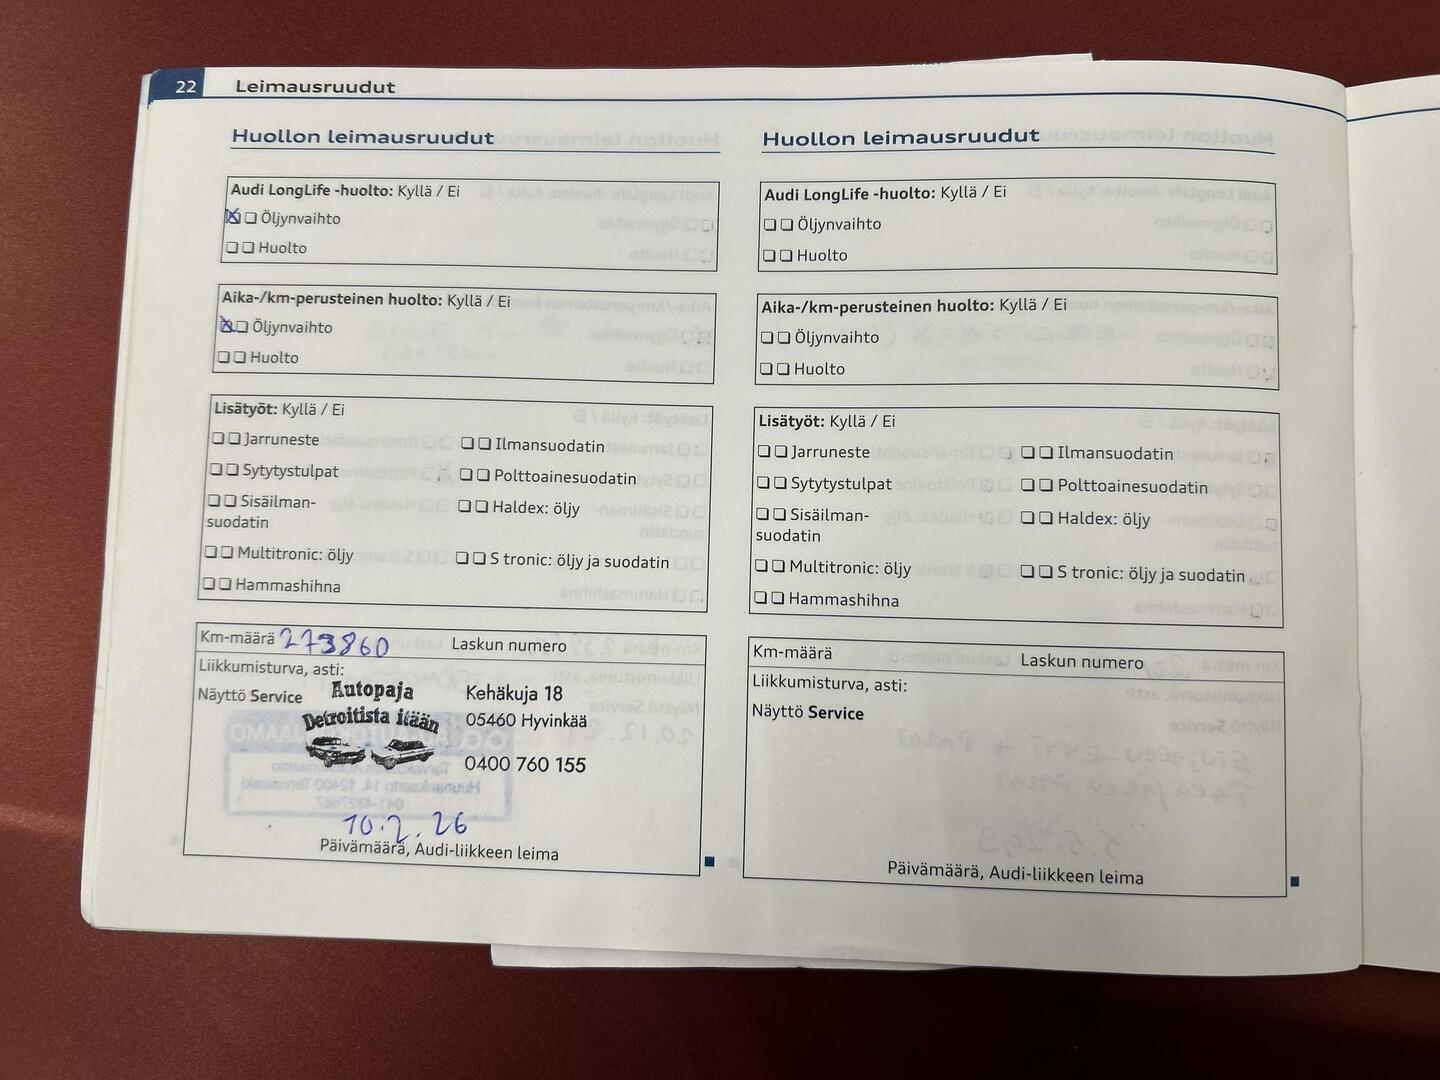 22 Leimausruudut
Huollon leimausruudut
Audi LongLife -huolto: Kyllä / Ei
Öljynvaihto
Huolto
Aika-/km-perusteinen huolto: Kyllä / Ei
Öljynvaihto
Huolto
Lisätyöt: Kyllä / Ei
Jarruneste Ilmansuodatin
Sytytystulpat Polttoainesuodatin
Sisäilman- Haldex: öljy
suodatin
Multitronic: öljy S tronic: öljy ja suodatin
Hammashihna
Km-määrä 273860 Laskun numero
Liikkumisturva, asti:
Näyttö Service
Autopaja Kehäkuja 18
Detroitista itään 05460 Hyvinkää
0400 760 155
10.2.26
Päivämäärä, Audi-liikkeen leima
Huollon leimausruudut
Audi LongLife -huolto: Kyllä / Ei
Öljynvaihto
Huolto
Aika-/km-perusteinen huolto: Kyllä / Ei
Öljynvaihto
Huolto
Lisätyöt: Kyllä / Ei
Jarruneste Ilmansuodatin
Sytytystulpat Polttoainesuodatin
Sisäilman- Haldex: öljy
suodatin
Multitronic: öljy S tronic: öljy ja suodatin
Hammashihna
Km-määrä Laskun numero
Liikkumisturva, asti:
Näyttö Service
Päivämäärä, Audi-liikkeen leima